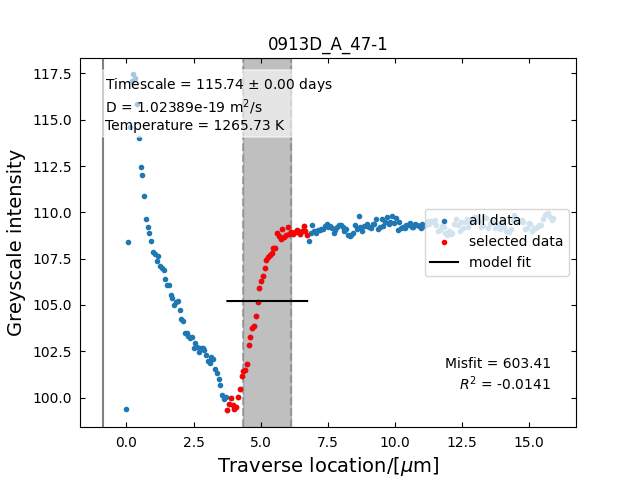 0913D_A_47-1
Timescale = 115.74 ± 0.00 days
D = 1.02389e-19 m²/s
Temperature = 1265.73 K
117.5
115.0
112.5
110.0
107.5
105.0
102.5
100.0
Greyscale intensity
all data
selected data
model fit
Misfit = 603.41
R² = -0.0141
0.0 2.5 5.0 7.5 10.0 12.5 15.0
Traverse location/[μm]